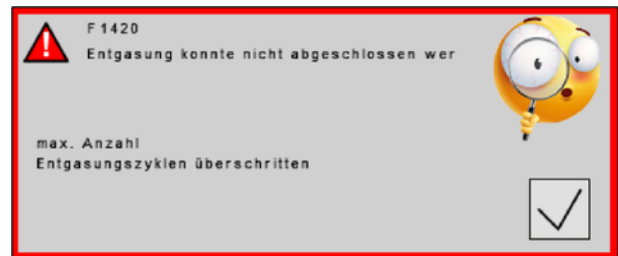 F 1420
Entgasung konnte nicht abgeschlossen wer
max. Anzahl
Entgasungszyklen überschritten